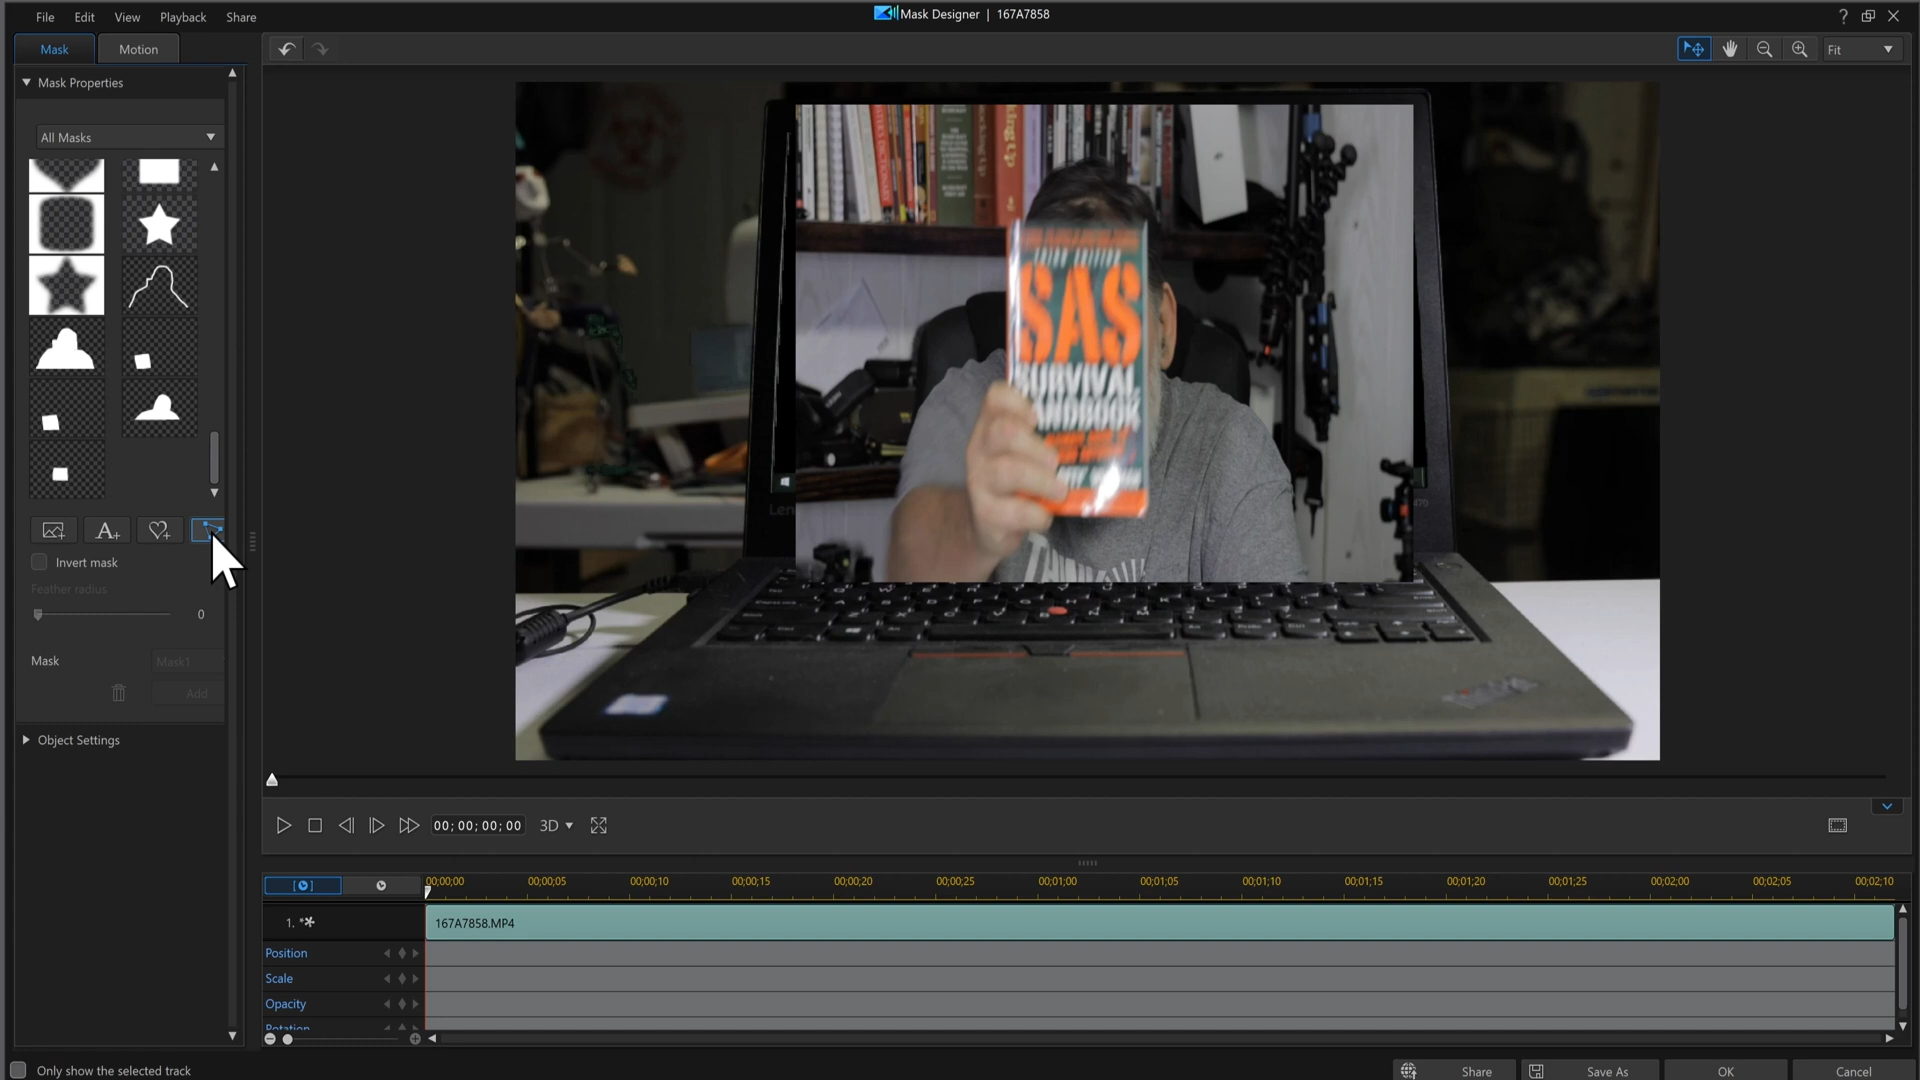 File Edit View Playback Share
Mask Designer | 167A7858
?
Mask Motion
Fit
Mask Properties
All Masks
Invert mask
Feather radius
0
Mask Mask1
Add
Object Settings
SAS
SURVIVAL
HANDBOOK
00;00;00;00 3D
00;00;00 00;00;05 00;00;10 00;00;15 00;00;20 00;00;25 00;01;00 00;01;05 00;01;10 00;01;15 00;01;20 00;01;25 00;02;00 00;02;05 00;02;10
1. 167A7858.MP4
Position
Scale
Opacity
Rotation
Only show the selected track
Share Save As OK Cancel